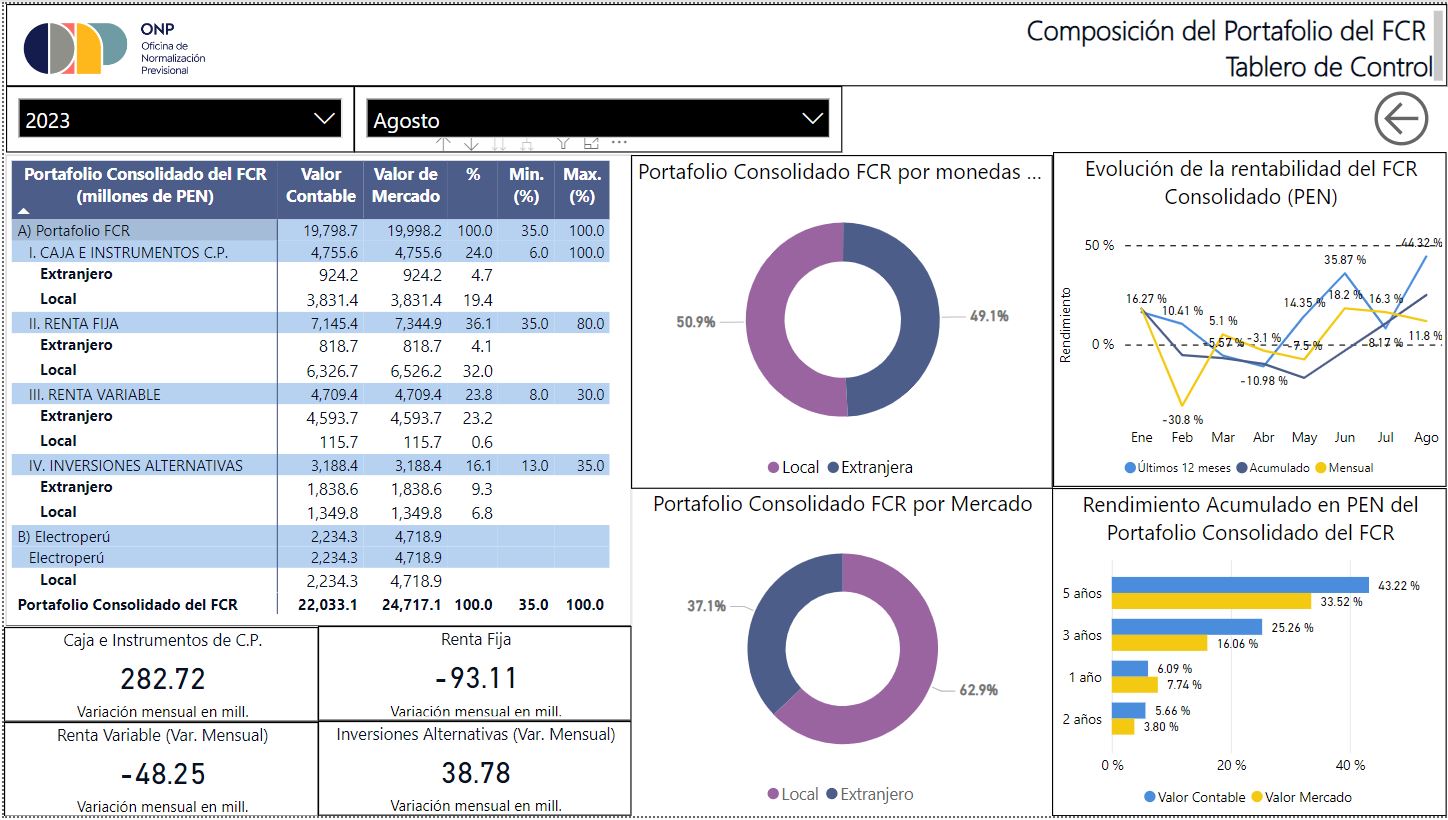 ONP
Oficina de
Normalización
Previsional
Composición del Portafolio del FCR
Tablero de Control
2023
Agosto
Portafolio Consolidado del FCR Valor Valor de % Min. Max.
(millones de PEN) Contable Mercado (%) (%)
A) Portafolio FCR 19,798.7 19,998.2 100.0 35.0 100.0
I. CAJA E INSTRUMENTOS C.P. 4,755.6 4,755.6 24.0 6.0 100.0
Extranjero 924.2 924.2 4.7
Local 3,831.4 3,831.4 19.4
II. RENTA FIJA 7,145.4 7,344.9 36.1 35.0 80.0
Extranjero 818.7 818.7 4.1
Local 6,326.7 6,526.2 32.0
III. RENTA VARIABLE 4,709.4 4,709.4 23.8 8.0 30.0
Extranjero 4,593.7 4,593.7 23.2
Local 115.7 115.7 0.6
IV. INVERSIONES ALTERNATIVAS 3,188.4 3,188.4 16.1 13.0 35.0
Extranjero 1,838.6 1,838.6 9.3
Local 1,349.8 1,349.8 6.8
B) Electroperú 2,234.3 4,718.9
Electroperú 2,234.3 4,718.9
Local 2,234.3 4,718.9
Portafolio Consolidado del FCR 22,033.1 24,717.1 100.0 35.0 100.0
Caja e Instrumentos de C.P.
282.72
Variación mensual en mill.
Renta Fija
-93.11
Variación mensual en mill.
Renta Variable (Var. Mensual)
-48.25
Variación mensual en mill.
Inversiones Alternativas (Var. Mensual)
38.78
Variación mensual en mill.
Portafolio Consolidado FCR por monedas ...
50.9%
49.1%
Local Extranjera
Portafolio Consolidado FCR por Mercado
37.1%
62.9%
Local Extranjero
Evolución de la rentabilidad del FCR
Consolidado (PEN)
Rendimiento
50 %
0 %
16.27 %
10.41 %
-30.8 %
5.1 %
-5.57 %
-3.1 %
-10.98 %
14.35 %
-7.5 %
35.87 %
18.2 %
16.3 %
8.17 %
44.32 %
11.8 %
Ene Feb Mar Abr May Jun Jul Ago
Últimos 12 meses Acumulado Mensual
Rendimiento Acumulado en PEN del
Portafolio Consolidado del FCR
5 años 43.22 %
33.52 %
3 años 25.26 %
16.06 %
1 año 6.09 %
7.74 %
2 años 5.66 %
3.80 %
0 % 20 % 40 %
Valor Contable Valor Mercado